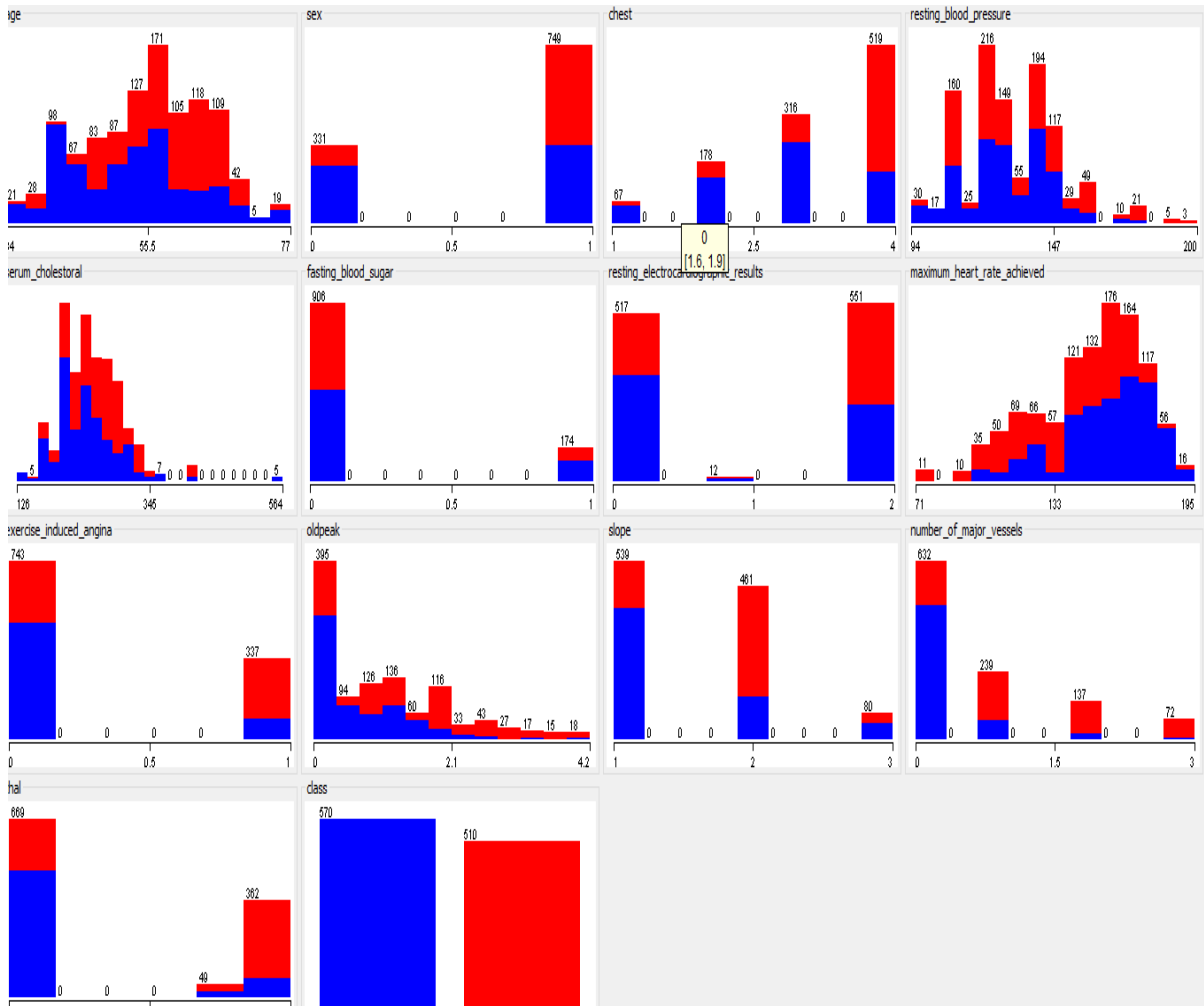 age
171
127
118
109
105
98
87
83
67
42
28
21
19
5
34 55.5 77
sex
749
331
0 0 0 0
0 0.5 1
chest
519
316
178
67
0 0 0 0 0 0
1 2.5 4
0
[1.6, 1.9]
resting_blood_pressure
216
194
160
149
117
55
49
30 17 25 29 0 10 21 0 5 3
94 147 200
serum_cholestoral
5 7 0 0 0 0 0 0 0 0 0 5
126 345 564
fasting_blood_sugar
906
174
0 0 0 0 0 0
0 0.5 1
resting_electrocardiographic_results
517 551
0 12 0 0
0 1 2
maximum_heart_rate_achieved
176
164
132
121
117
69 66
57 56
50
35
11 0 10 16
71 133 195
exercise_induced_angina
743
337
0 0 0 0
0 0.5 1
oldpeak
395
94 126 136 60 116 33 43 27 17 15 18
0 2.1 4.2
slope
539
461
80
0 0 0 0 0 0
1 2 3
number_of_major_vessels
632
239
137
72
0 0 0 0 0 0
0 1.5 3
hal
669
362
0 0 0 49
class
570
510